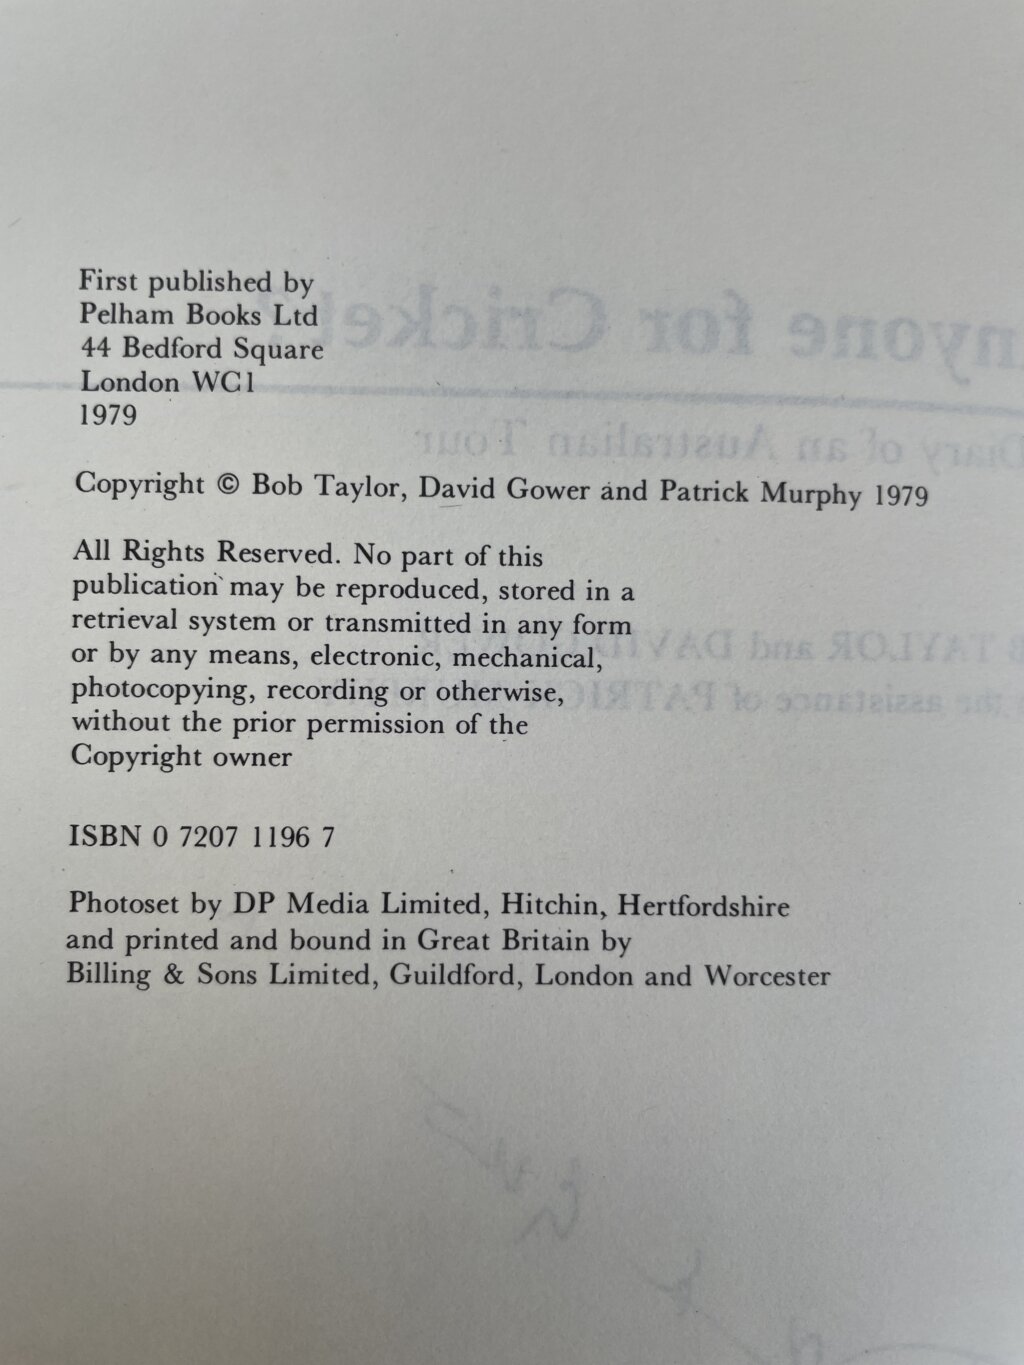 First published by
Pelham Books Ltd
44 Bedford Square
London WC1
1979
Copyright © Bob Taylor, David Gower and Patrick Murphy 1979
All Rights Reserved. No part of this
publication may be reproduced, stored in a
retrieval system or transmitted in any form
or by any means, electronic, mechanical,
photocopying, recording or otherwise,
without the prior permission of the
Copyright owner
ISBN 0 7207 1196 7
Photoset by DP Media Limited, Hitchin, Hertfordshire
and printed and bound in Great Britain by
Billing & Sons Limited, Guildford, London and Worcester